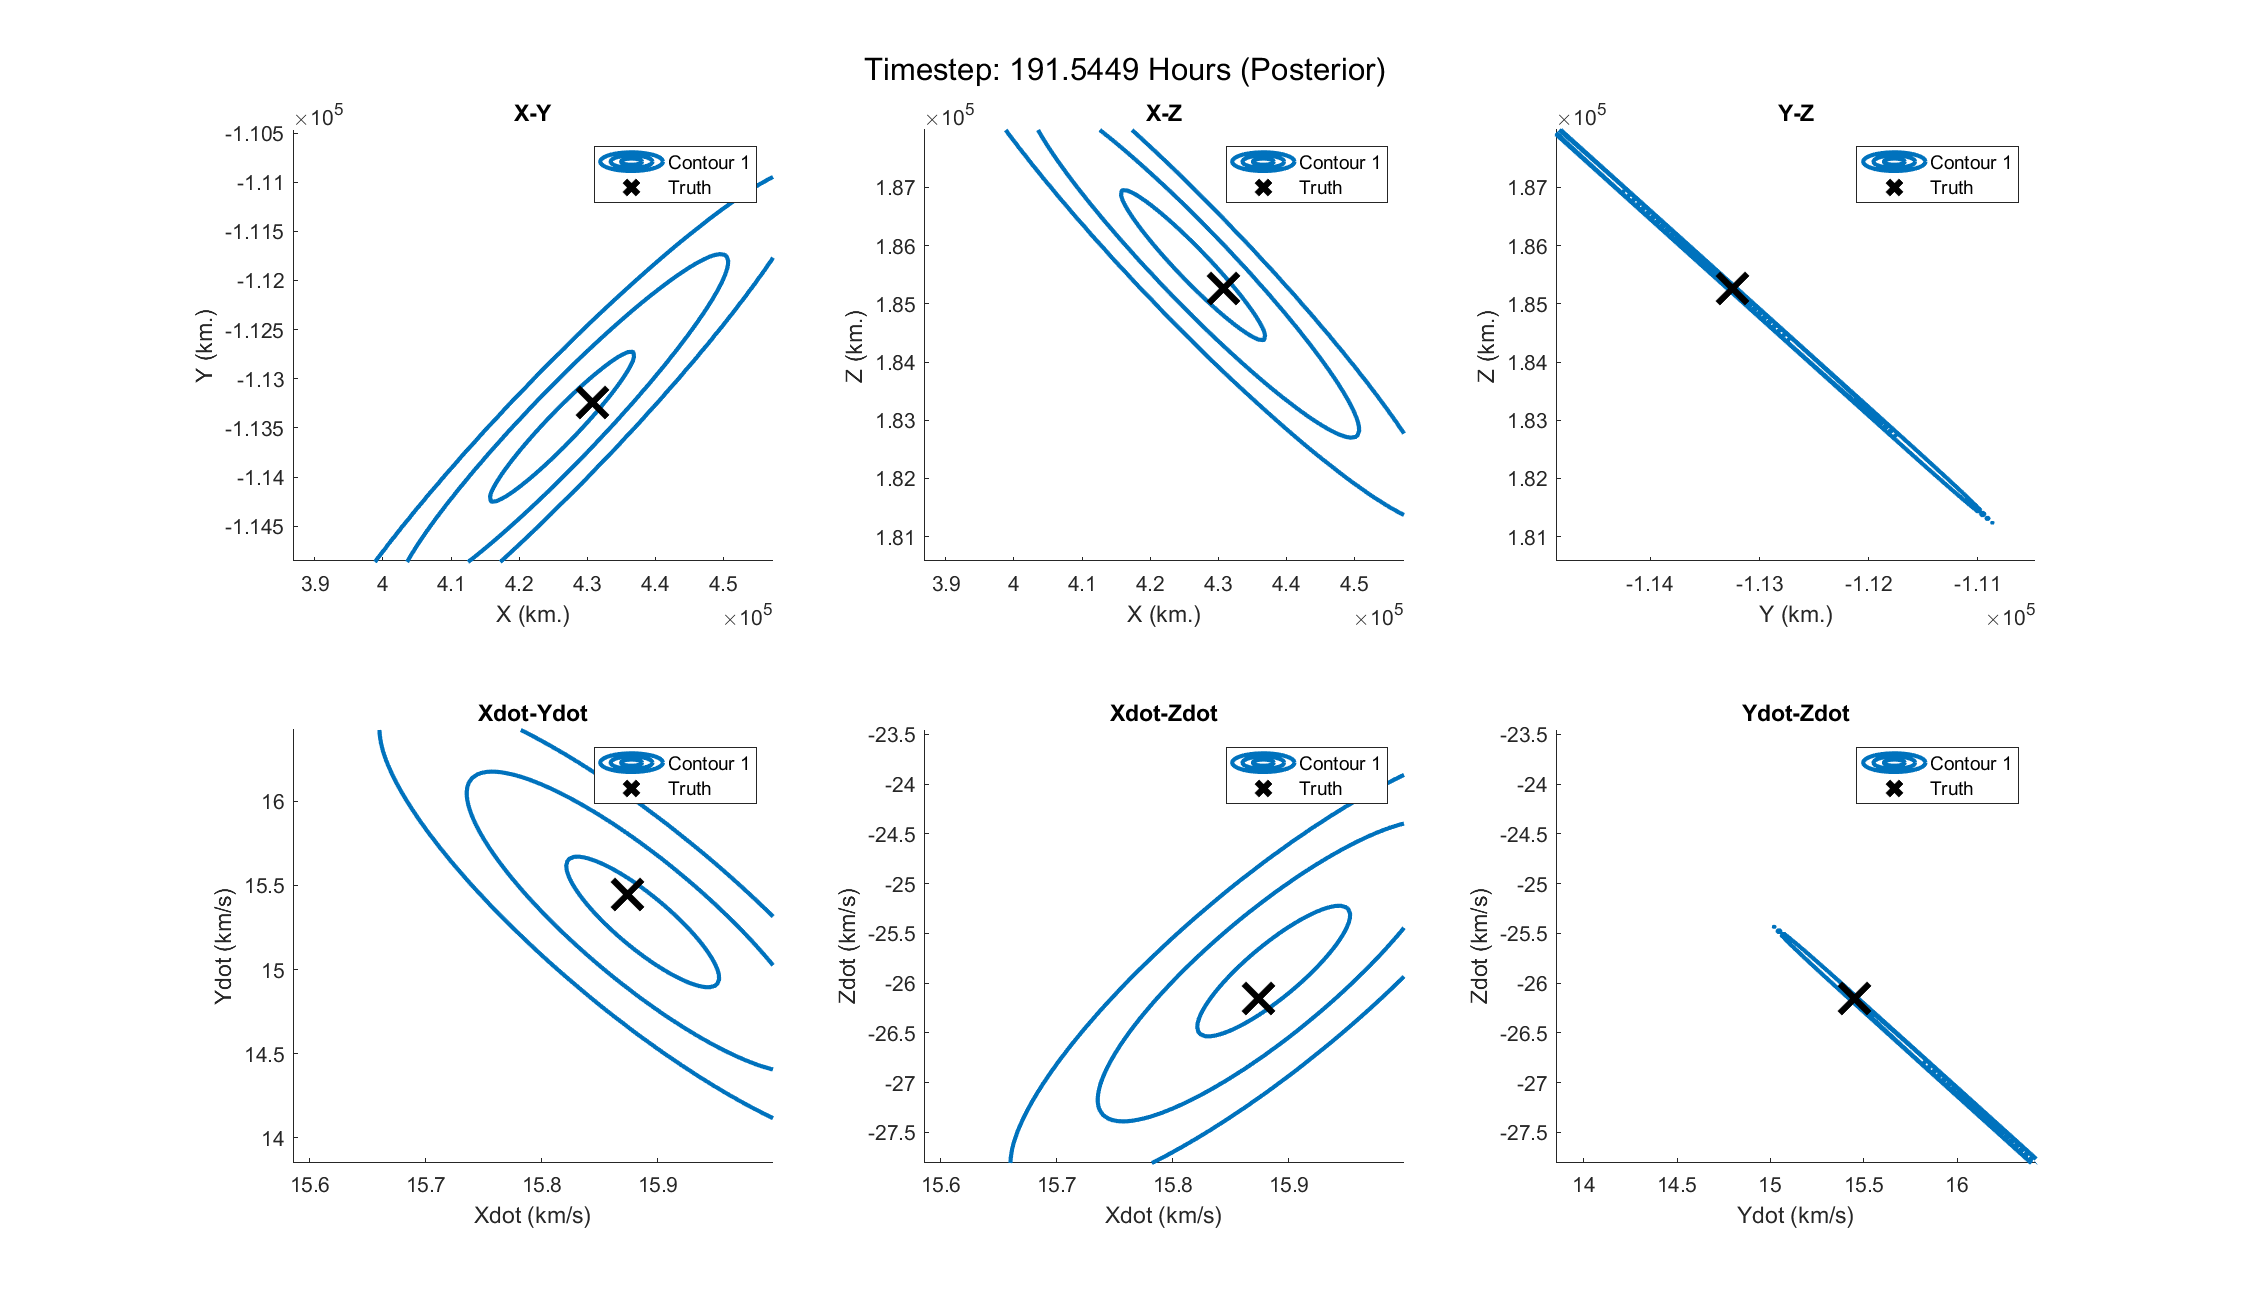 Timestep: 191.5449 Hours (Posterior)
X-Y
×10^5
-1.105
-1.11
-1.115
-1.12
-1.125
-1.13
-1.135
-1.14
-1.145
Y (km.)
Contour 1
Truth
3.9 4 4.1 4.2 4.3 4.4 4.5
X (km.)
×10^5
X-Z
×10^5
1.87
1.86
1.85
1.84
1.83
1.82
1.81
Z (km.)
Contour 1
Truth
3.9 4 4.1 4.2 4.3 4.4 4.5
X (km.)
×10^5
Y-Z
×10^5
1.87
1.86
1.85
1.84
1.83
1.82
1.81
Z (km.)
Contour 1
Truth
-1.14 -1.13 -1.12 -1.11
Y (km.)
×10^5
Xdot-Ydot
16
15.5
15
14.5
14
Ydot (km/s)
Contour 1
Truth
15.6 15.7 15.8 15.9
Xdot (km/s)
Xdot-Zdot
-23.5
-24
-24.5
-25
-25.5
-26
-26.5
-27
-27.5
Zdot (km/s)
Contour 1
Truth
15.6 15.7 15.8 15.9
Xdot (km/s)
Ydot-Zdot
-23.5
-24
-24.5
-25
-25.5
-26
-26.5
-27
-27.5
Zdot (km/s)
Contour 1
Truth
14 14.5 15 15.5 16
Ydot (km/s)